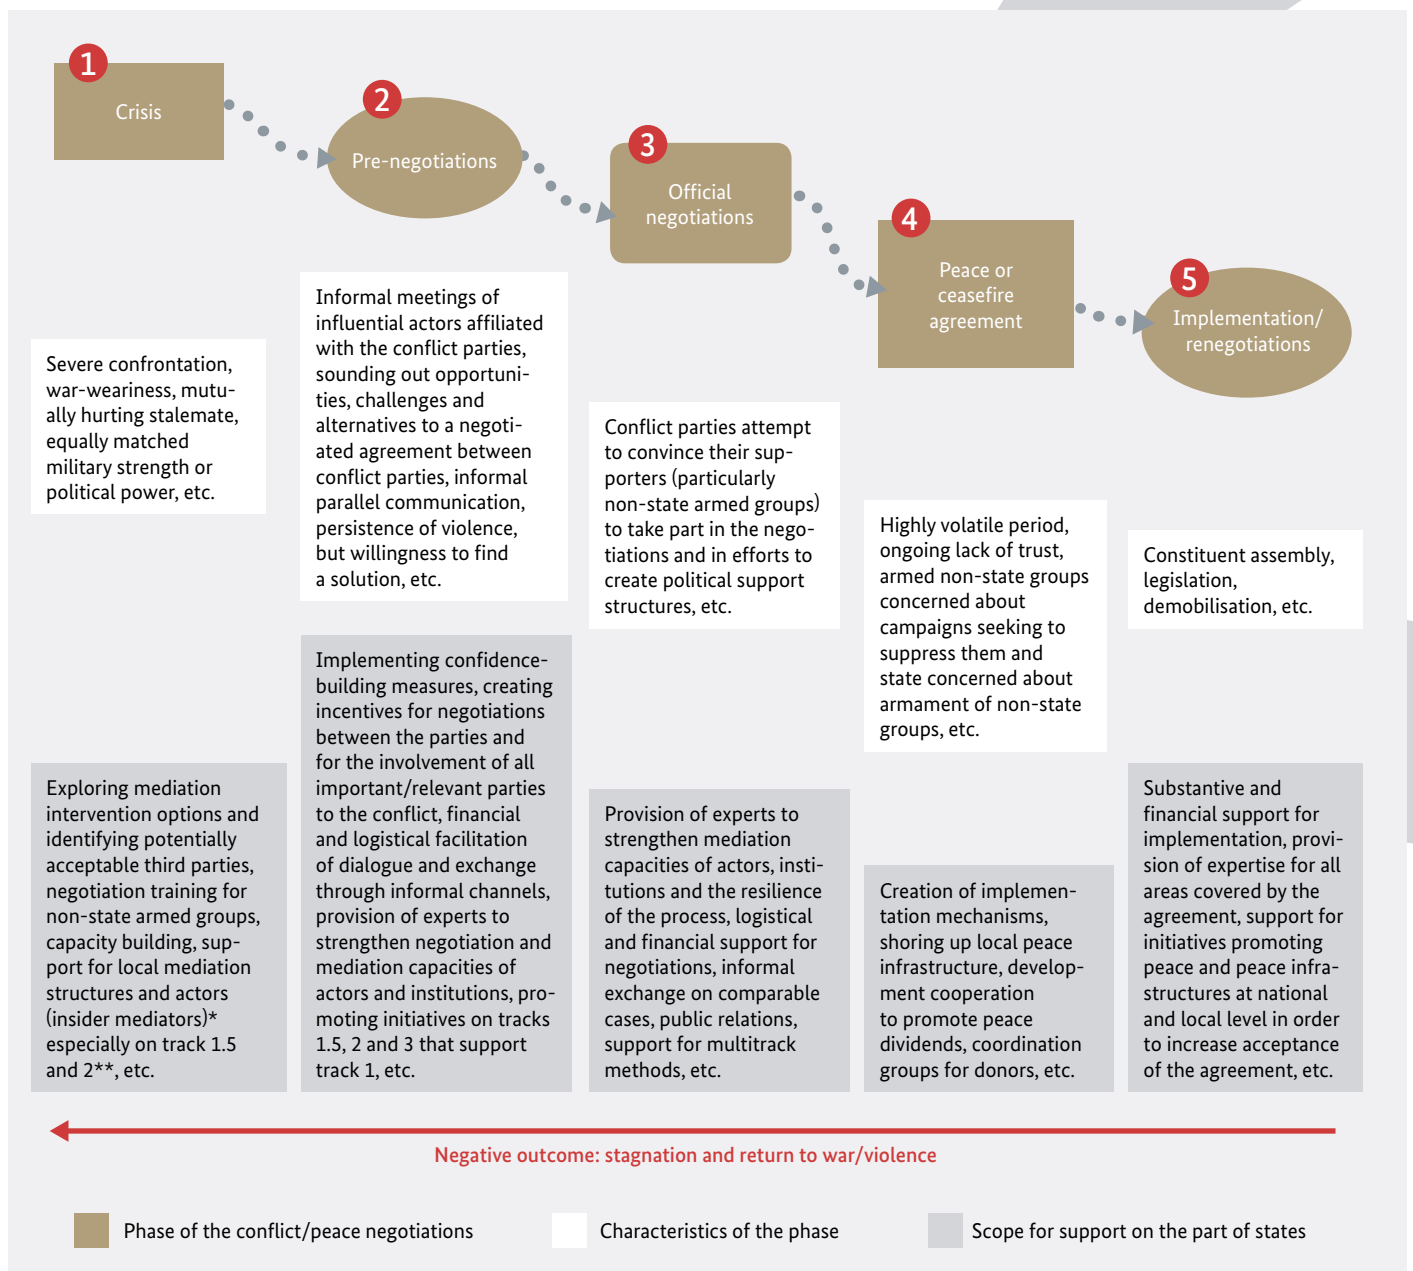 1
Crisis
2
Pre-negotiations
3
Official
negotiations
4
Peace or
ceasefire
agreement
5
Implementation/
renegotiations
Severe confrontation,
war-weariness, mutu-
ally hurting stalemate,
equally matched
military strength or
political power, etc.
Informal meetings of
influential actors affiliated
with the conflict parties,
sounding out opportuni-
ties, challenges and
alternatives to a negoti-
ated agreement between
conflict parties, informal
parallel communication,
persistence of violence,
but willingness to find
a solution, etc.
Conflict parties attempt
to convince their sup-
porters (particularly
non-state armed groups)
to take part in the nego-
tiations and in efforts to
create political support
structures, etc.
Highly volatile period,
ongoing lack of trust,
armed non-state groups
concerned about
campaigns seeking to
suppress them and
state concerned about
armament of non-state
groups, etc.
Constituent assembly,
legislation,
demobilisation, etc.
Exploring mediation
intervention options and
identifying potentially
acceptable third parties,
negotiation training for
non-state armed groups,
capacity building, sup-
port for local mediation
structures and actors
(insider mediators)*
especially on track 1.5
and 2**, etc.
Implementing confidence-
building measures, creating
incentives for negotiations
between the parties and
for the involvement of all
important/relevant parties
to the conflict, financial
and logistical facilitation
of dialogue and exchange
through informal channels,
provision of experts to
strengthen negotiation and
mediation capacities of
actors and institutions, pro-
moting initiatives on tracks
1.5, 2 and 3 that support
track 1, etc.
Provision of experts to
strengthen mediation
capacities of actors, insti-
tutions and the resilience
of the process, logistical
and financial support for
negotiations, informal
exchange on comparable
cases, public relations,
support for multitrack
methods, etc.
Creation of implemen-
tation mechanisms,
shoring up local peace
infrastructure, develop-
ment cooperation
to promote peace
dividends, coordination
groups for donors, etc.
Substantive and
financial support for
implementation, provi-
sion of expertise for all
areas covered by the
agreement, support for
initiatives promoting
peace and peace infra-
structures at national
and local level in order
to increase acceptance
of the agreement, etc.
Negative outcome: stagnation and return to war/violence
Phase of the conflict/peace negotiations
Characteristics of the phase
Scope for support on the part of states